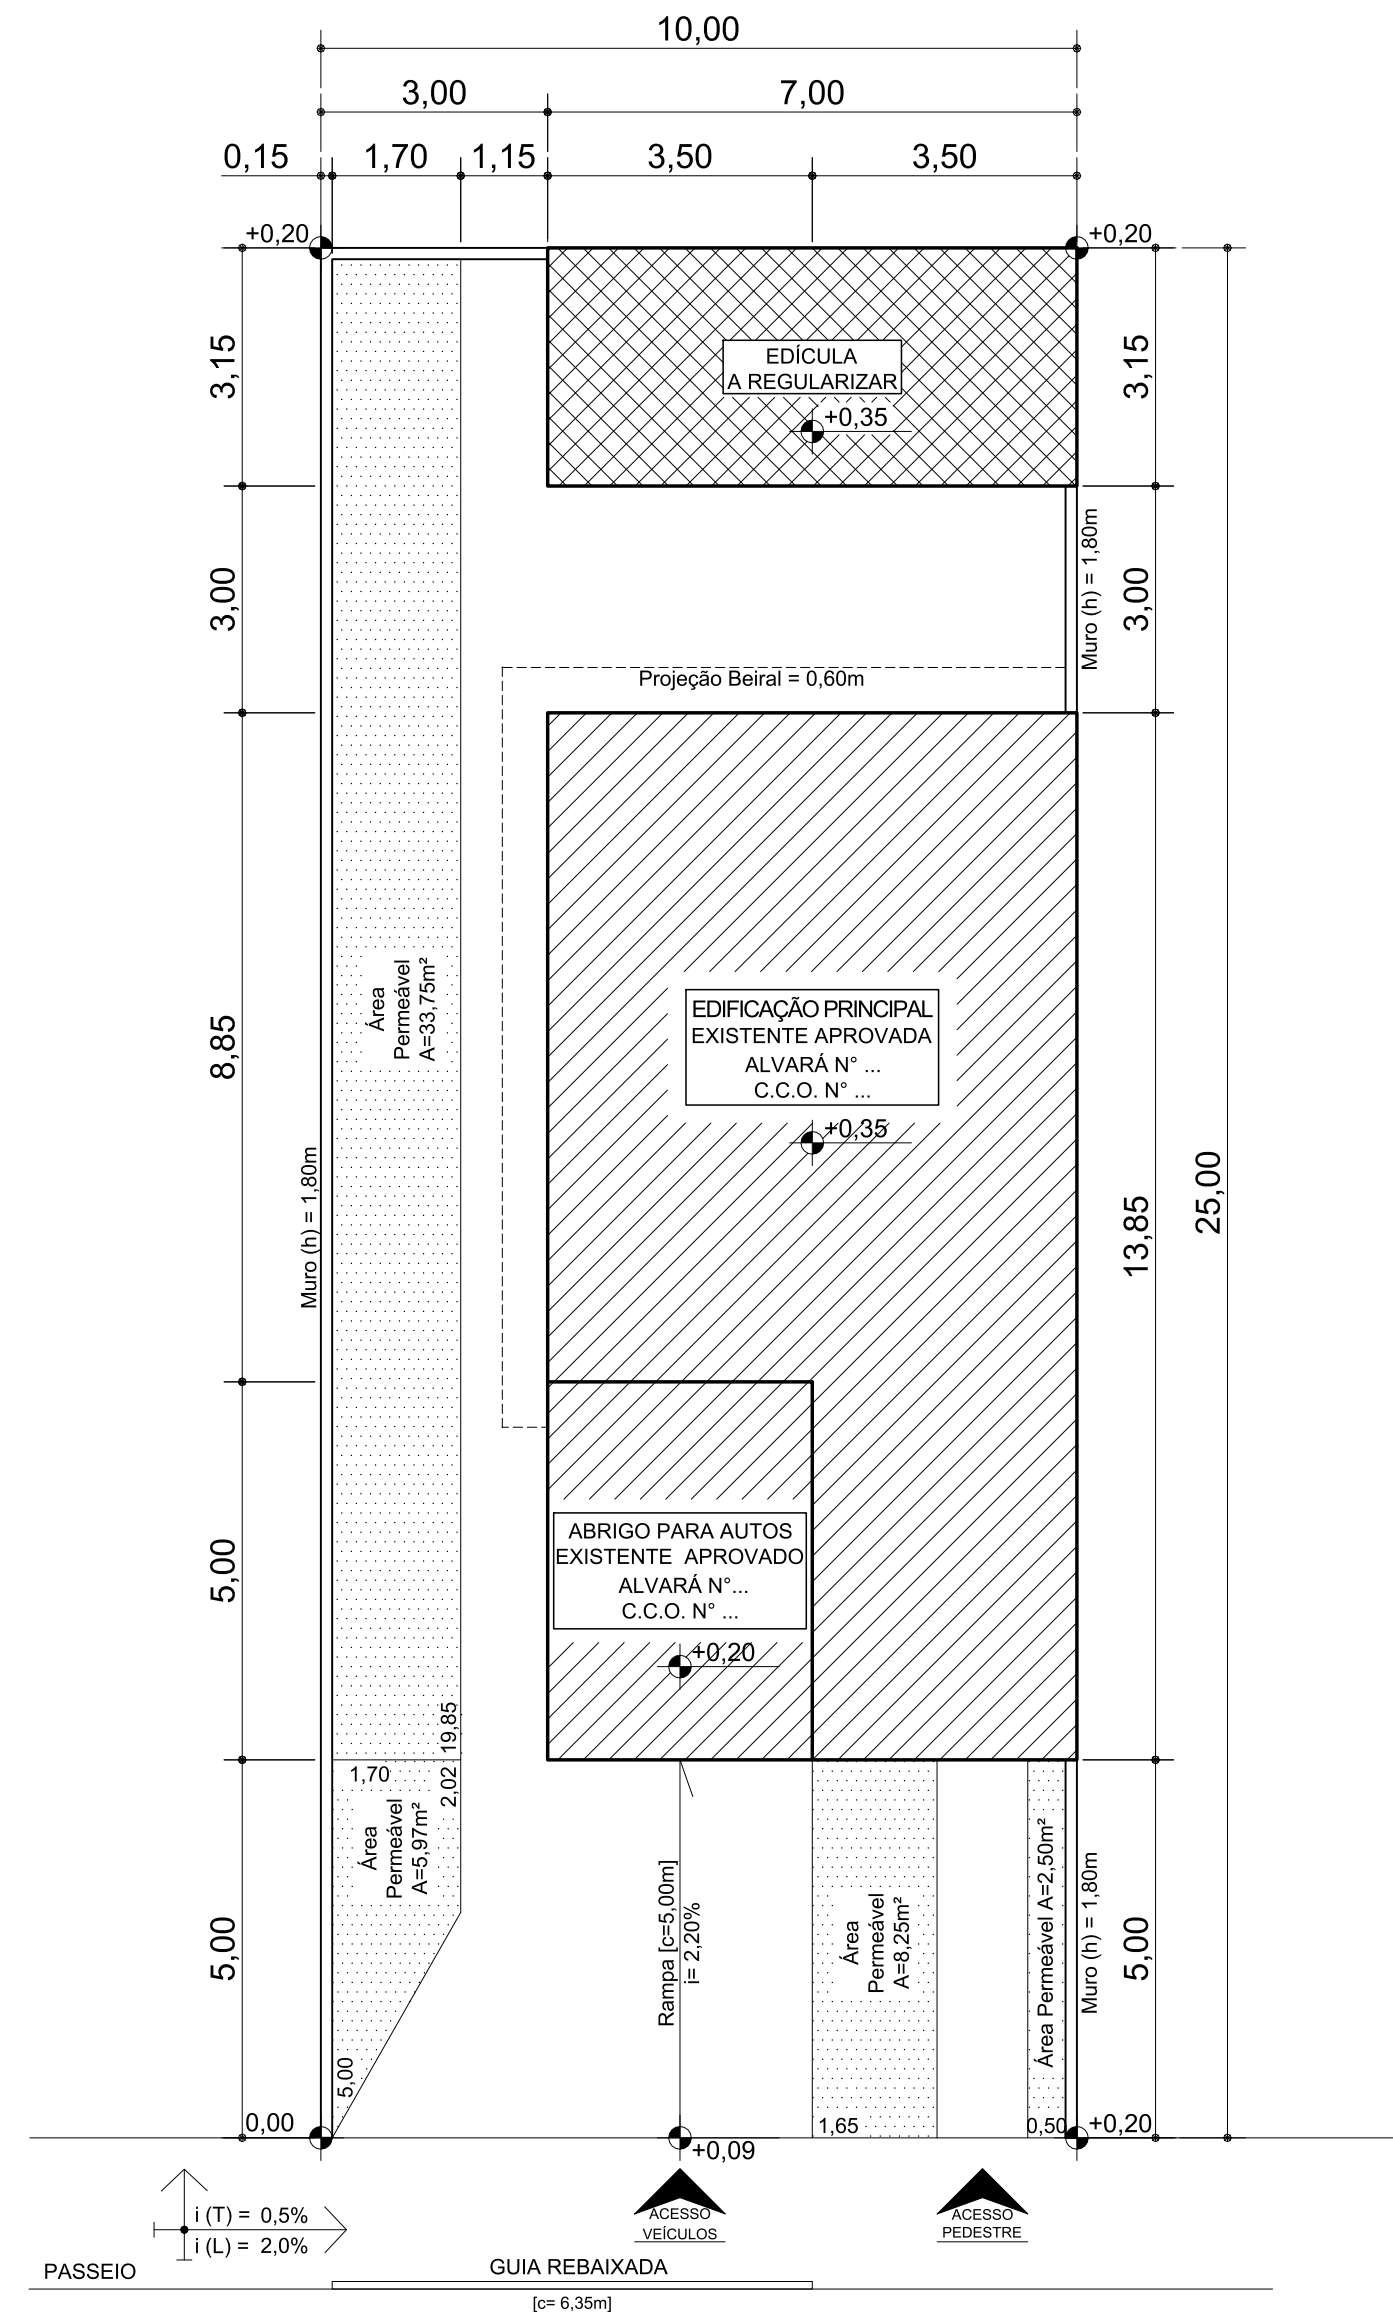 10,00
3,00
7,00
0,15
1,70
1,15
3,50
3,50
+0,20
+0,20
3,15
EDÍCULA
A REGULARIZAR
+0,35
3,15
3,00
Muro (h) = 1,80m
3,00
Projeção Beiral = 0,60m
8,85
Área
Permeável
A=33,75m²
EDIFICAÇÃO PRINCIPAL
EXISTENTE APROVADA
ALVARÁ N° ...
C.C.O. N° ...
+0,35
Muro (h) = 1,80m
13,85
25,00
5,00
ABRIGO PARA AUTOS
EXISTENTE APROVADO
ALVARÁ N°...
C.C.O. N° ...
+0,20
19,85
1,70
2,02
Área
Permeável
A=5,97m²
5,00
5,00
Rampa [c=5,00m]
i= 2,20%
Área
Permeável
A=8,25m²
Área Permeável A=2,50m²
Muro (h) = 1,80m
5,00
1,65
0,50
0,00
+0,09
+0,20
ACESSO
VEÍCULOS
ACESSO
PEDESTRE
i (T) = 0,5%
i (L) = 2,0%
PASSEIO
GUIA REBAIXADA
[c= 6,35m]